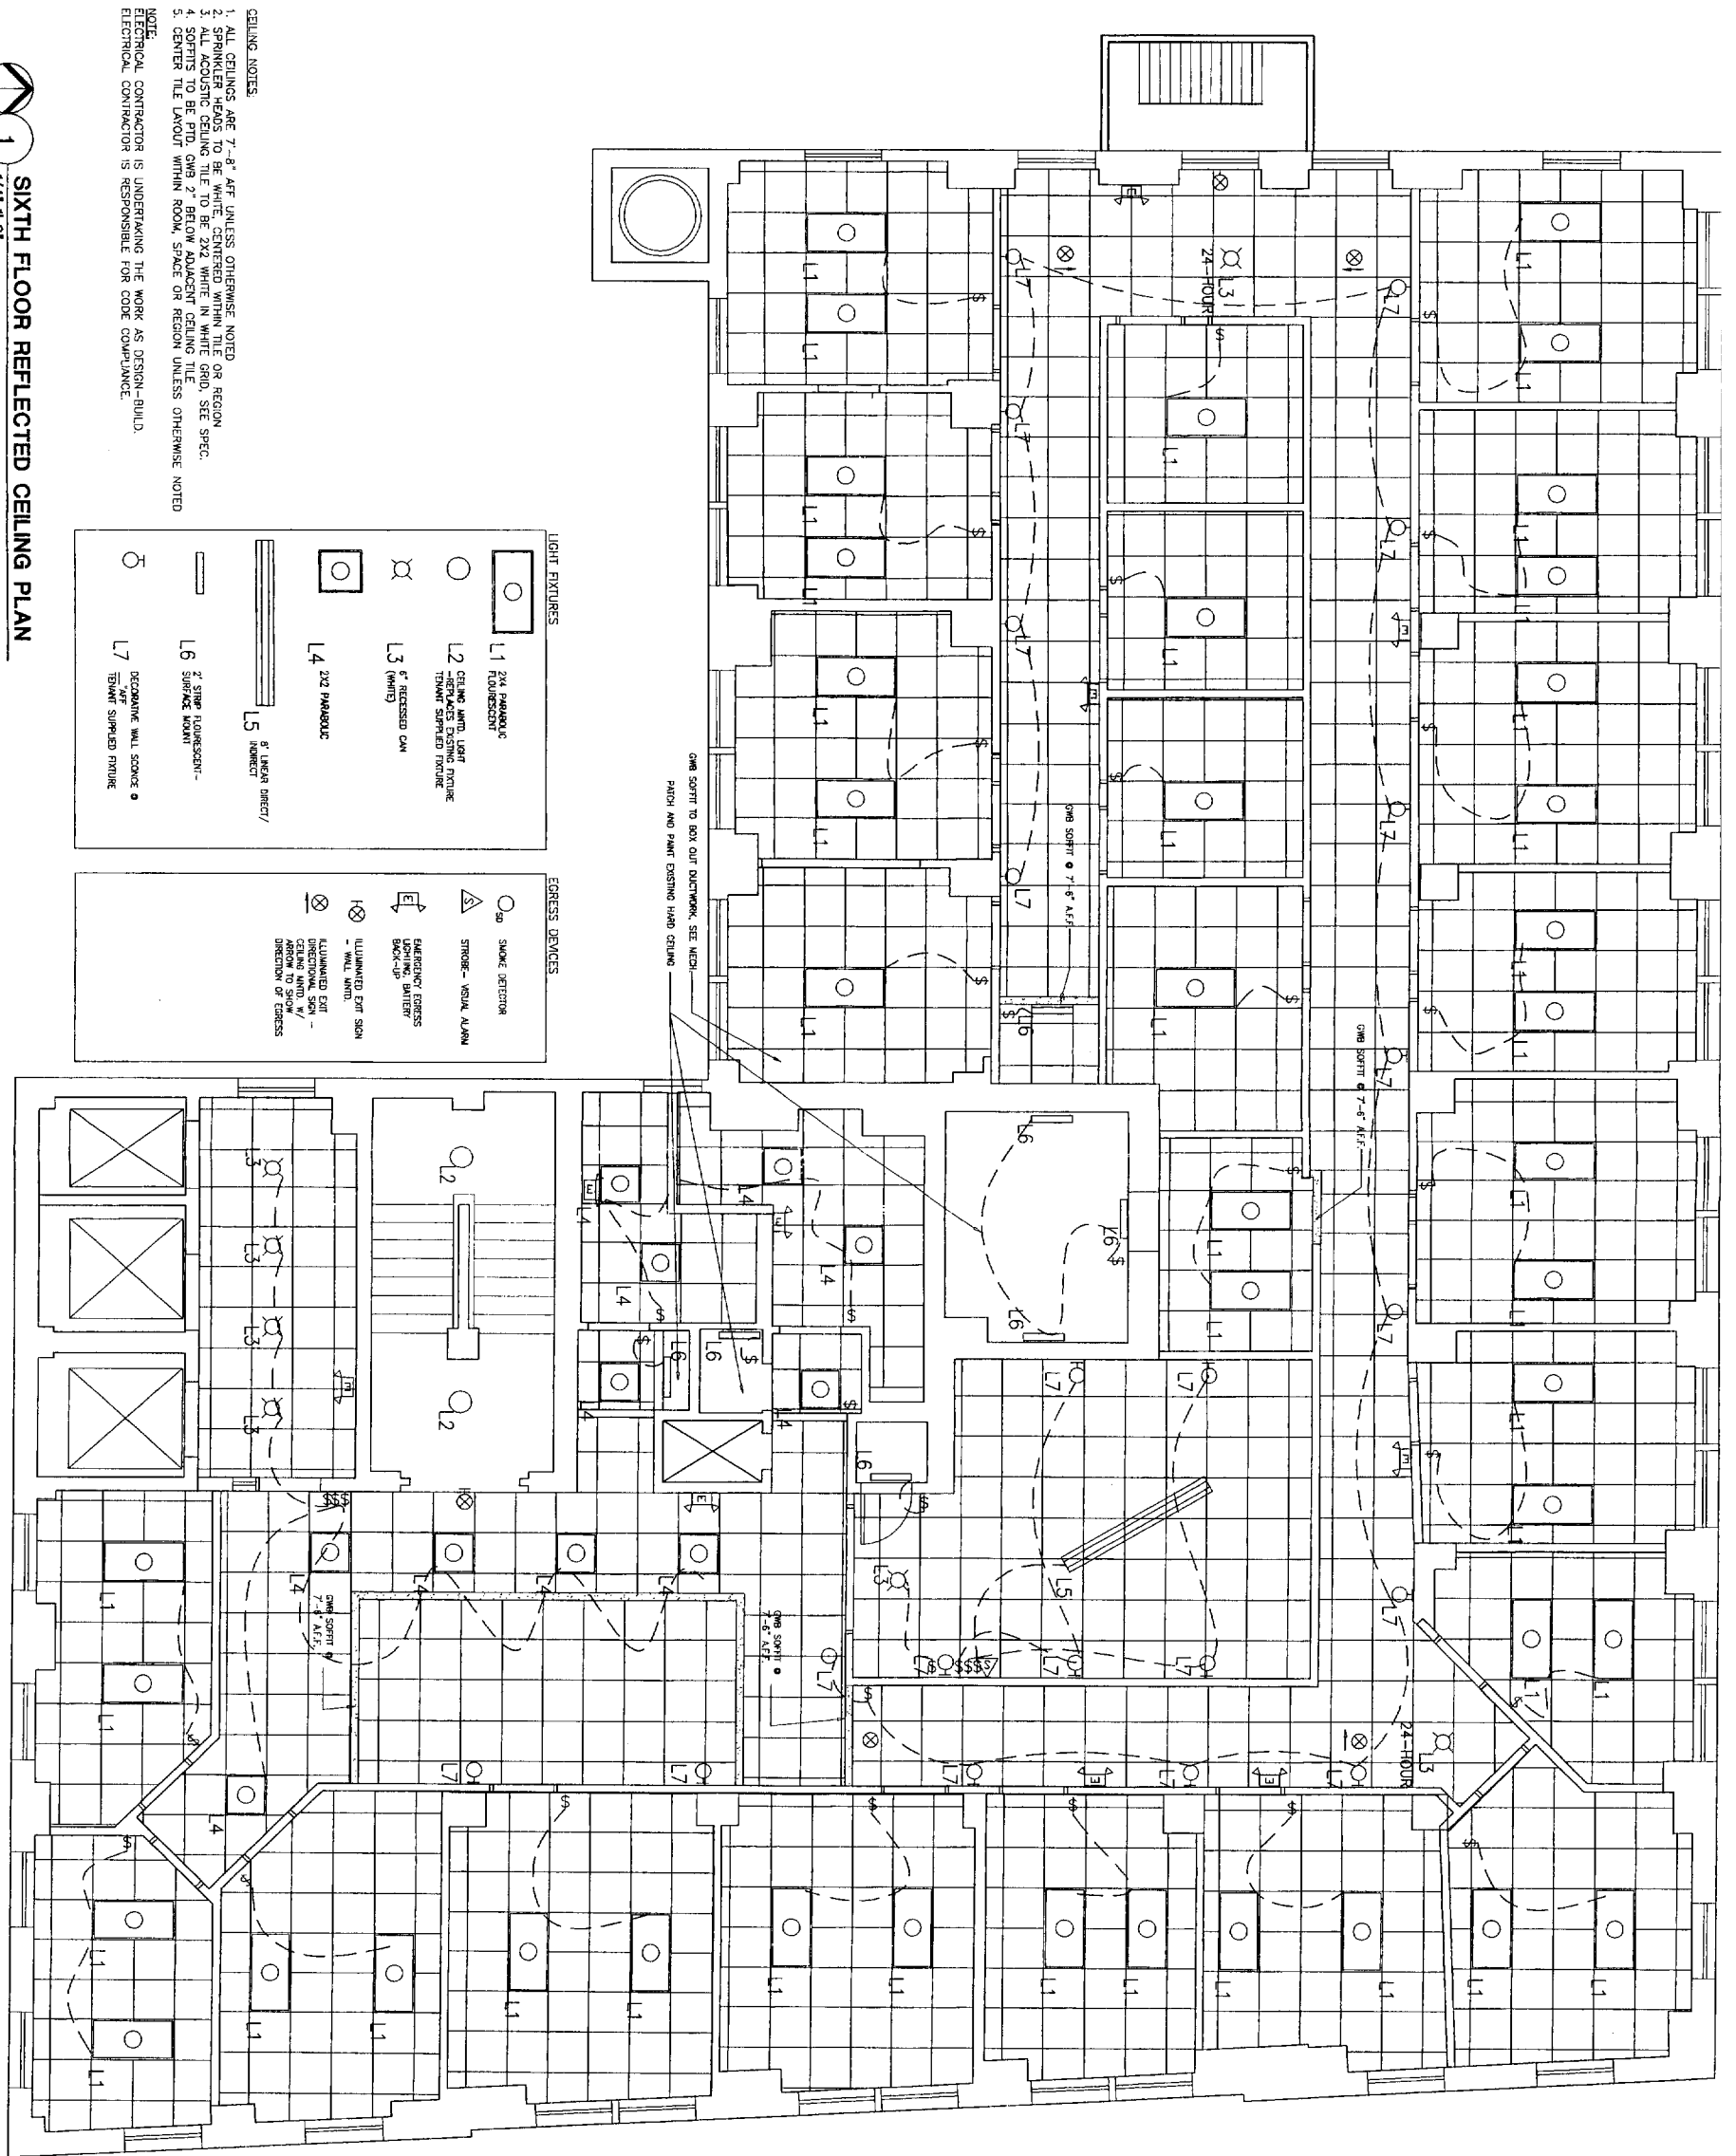 CEILING NOTES:
1. ALL CEILINGS ARE 7'-8" AFF UNLESS OTHERWISE NOTED
2. SPRINKLER HEADS TO BE WHITE, CENTERED WITHIN TILE OR REGION
3. ALL ACOUSTIC CEILING TILE TO BE 2X2 WHITE IN WHITE GRID, SEE SPEC.
4. SOFFITS TO BE PTD. GWB 2" BELOW ADJACENT CEILING TILE
5. CENTER TILE LAYOUT WITHIN ROOM, SPACE OR REGION UNLESS OTHERWISE NOTED
NOTE:
ELECTRICAL CONTRACTOR IS UNDERTAKING THE WORK AS DESIGN-BUILD.
ELECTRICAL CONTRACTOR IS RESPONSIBLE FOR CODE COMPLIANCE.
1
SIXTH FLOOR REFLECTED CEILING PLAN
LIGHT FIXTURES
L1 2X4 PARABOLIC
FLOURESCENT
L2 CEILING MNTD. LIGHT
-REPLACES EXISTING FIXTURE
TENANT SUPPLIED FIXTURE
L3 6" RECESSED CAN
(WHITE)
L4 2X2 PARABOLIC
L5 8' LINEAR DIRECT/
INDIRECT
L6 2' STRIP FLOURESCENT-
SURFACE MOUNT
L7 DECORATIVE WALL SCONCE @
"AFF
TENANT SUPPLIED FIXTURE
EGRESS DEVICES
SD SMOKE DETECTOR
S STROBE- VISUAL ALARM
E EMERGENCY EGRESS
LIGHTING, BATTERY
BACK-UP
ILLUMINATED EXIT SIGN
- WALL MNTD.
ILLUMINATED EXIT
DIRECTIONAL SIGN -
CEILING MNTD. W/
ARROW TO SHOW
DIRECTION OF EGRESS
GWB SOFFIT TO BOX OUT DUCTWORK, SEE MECH.
PATCH AND PAINT EXISTING HARD CEILING
GWB SOFFIT @ 7'-6" A.F.F.
GWB SOFFIT @ 7'-6" A.F.F.
GWB SOFFIT @
7'-6" A.F.F.
GWB SOFFIT @
7'-6" A.F.F.
24-HOUR
L3
24-HOUR
L3